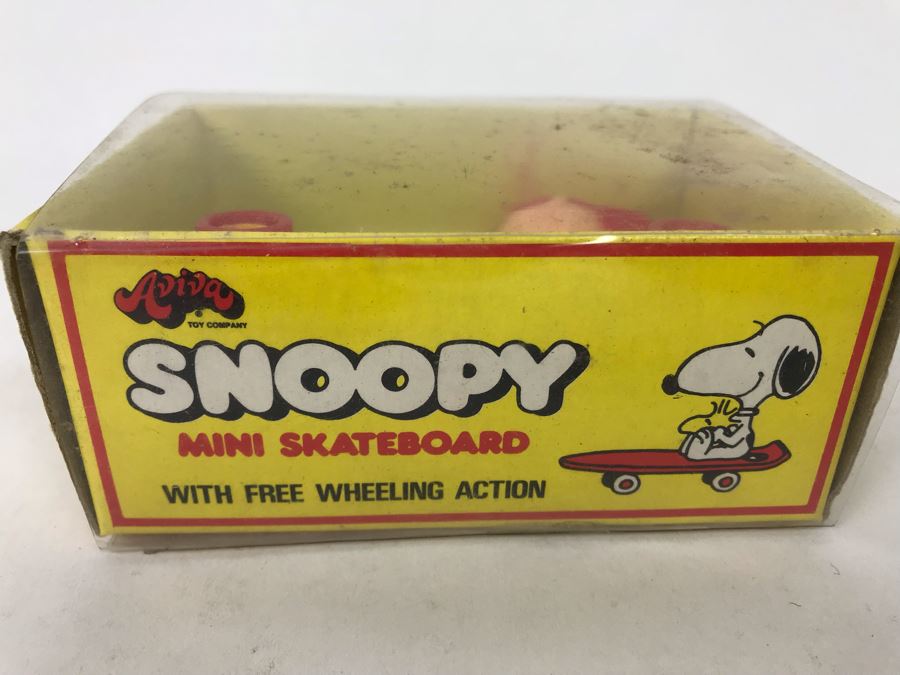 Aviva
®
TOY COMPANY
SNOOPY
MINI SKATEBOARD
WITH FREE WHEELING ACTION